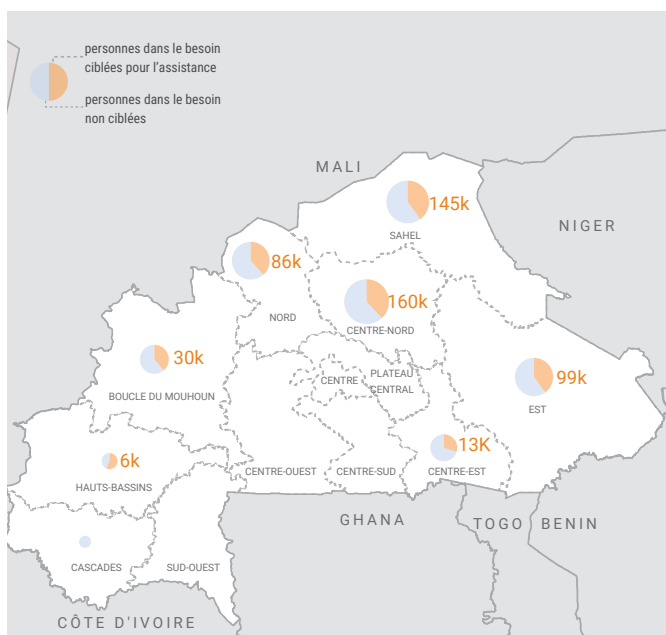 personnes dans le besoin
ciblées pour l'assistance
personnes dans le besoin
non ciblées
MALI
145k
NIGER
SAHEL
86k
160k
NORD
CENTRE-NORD
30k
99k
CENTRE
PLATEAU
CENTRAL
BOUCLE DU MOUHOUN
EST
13K
6k
CENTRE-OUEST
CENTRE-SUD
CENTRE-EST
HAUTS-BASSINS
GHANA
TOGO
BENIN
CASCADES
SUD-OUEST
CÔTE D'IVOIRE